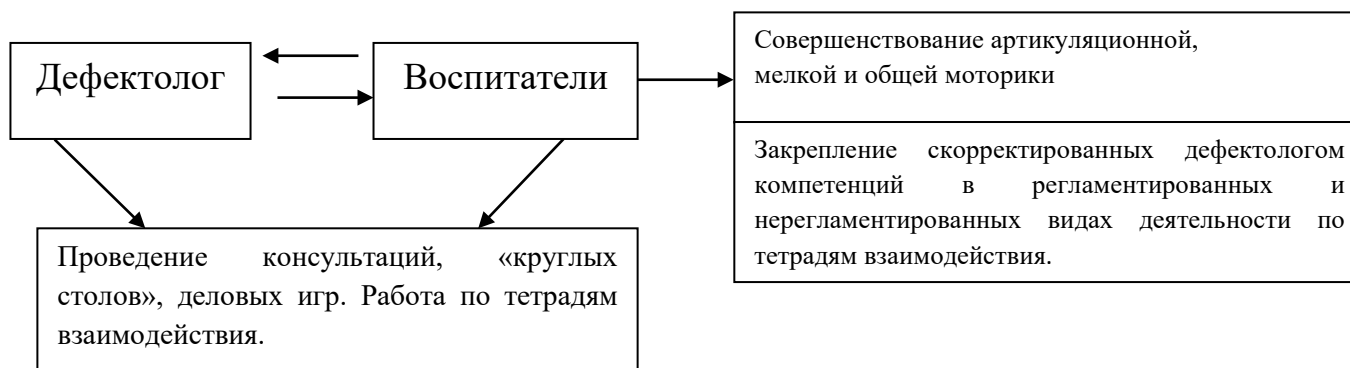 Дефектолог
Воспитатели
Совершенствование артикуляционной,
мелкой и общей моторики
Закрепление скорректированных дефектологом
компетенций в регламентированных и
нерегламентированных видах деятельности по
тетрадям взаимодействия.
Проведение консультаций, «круглых
столов», деловых игр. Работа по тетрадям
взаимодействия.